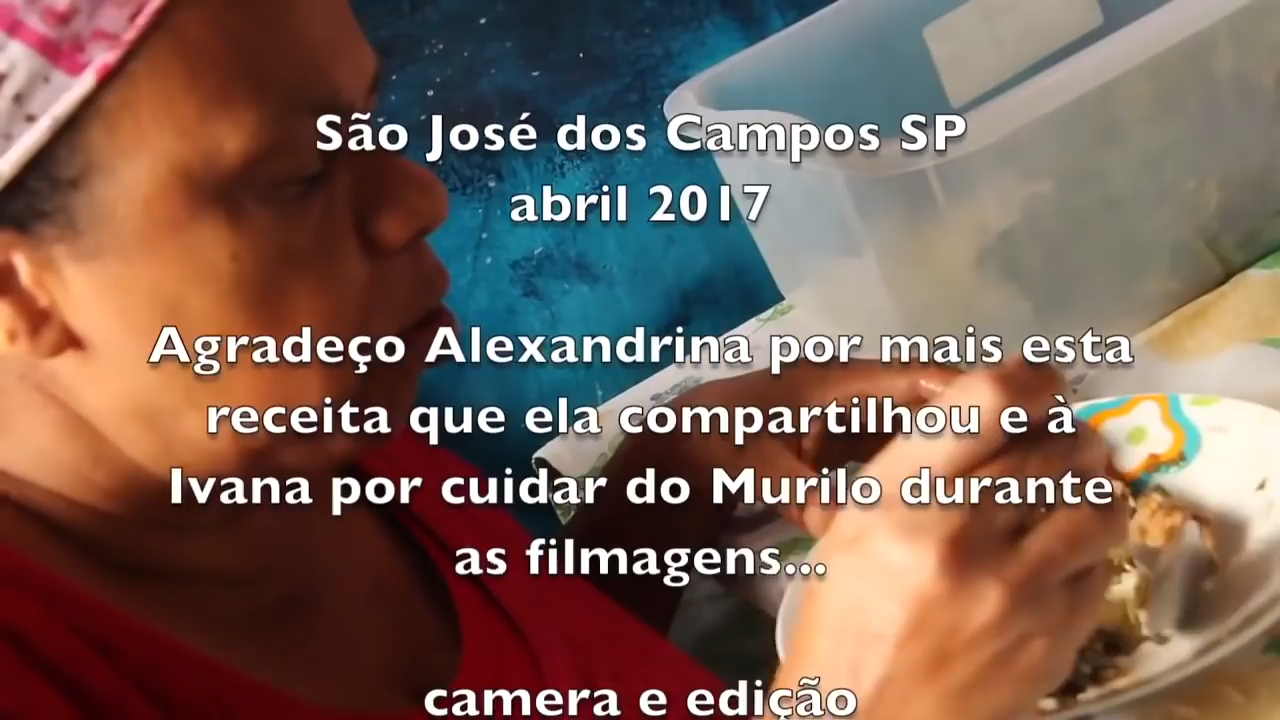 São José dos Campos SP
abril 2017
Agradeço Alexandrina por mais esta
receita que ela compartilhou e à
Ivana por cuidar do Murilo durante
as filmagens...
camera e edição